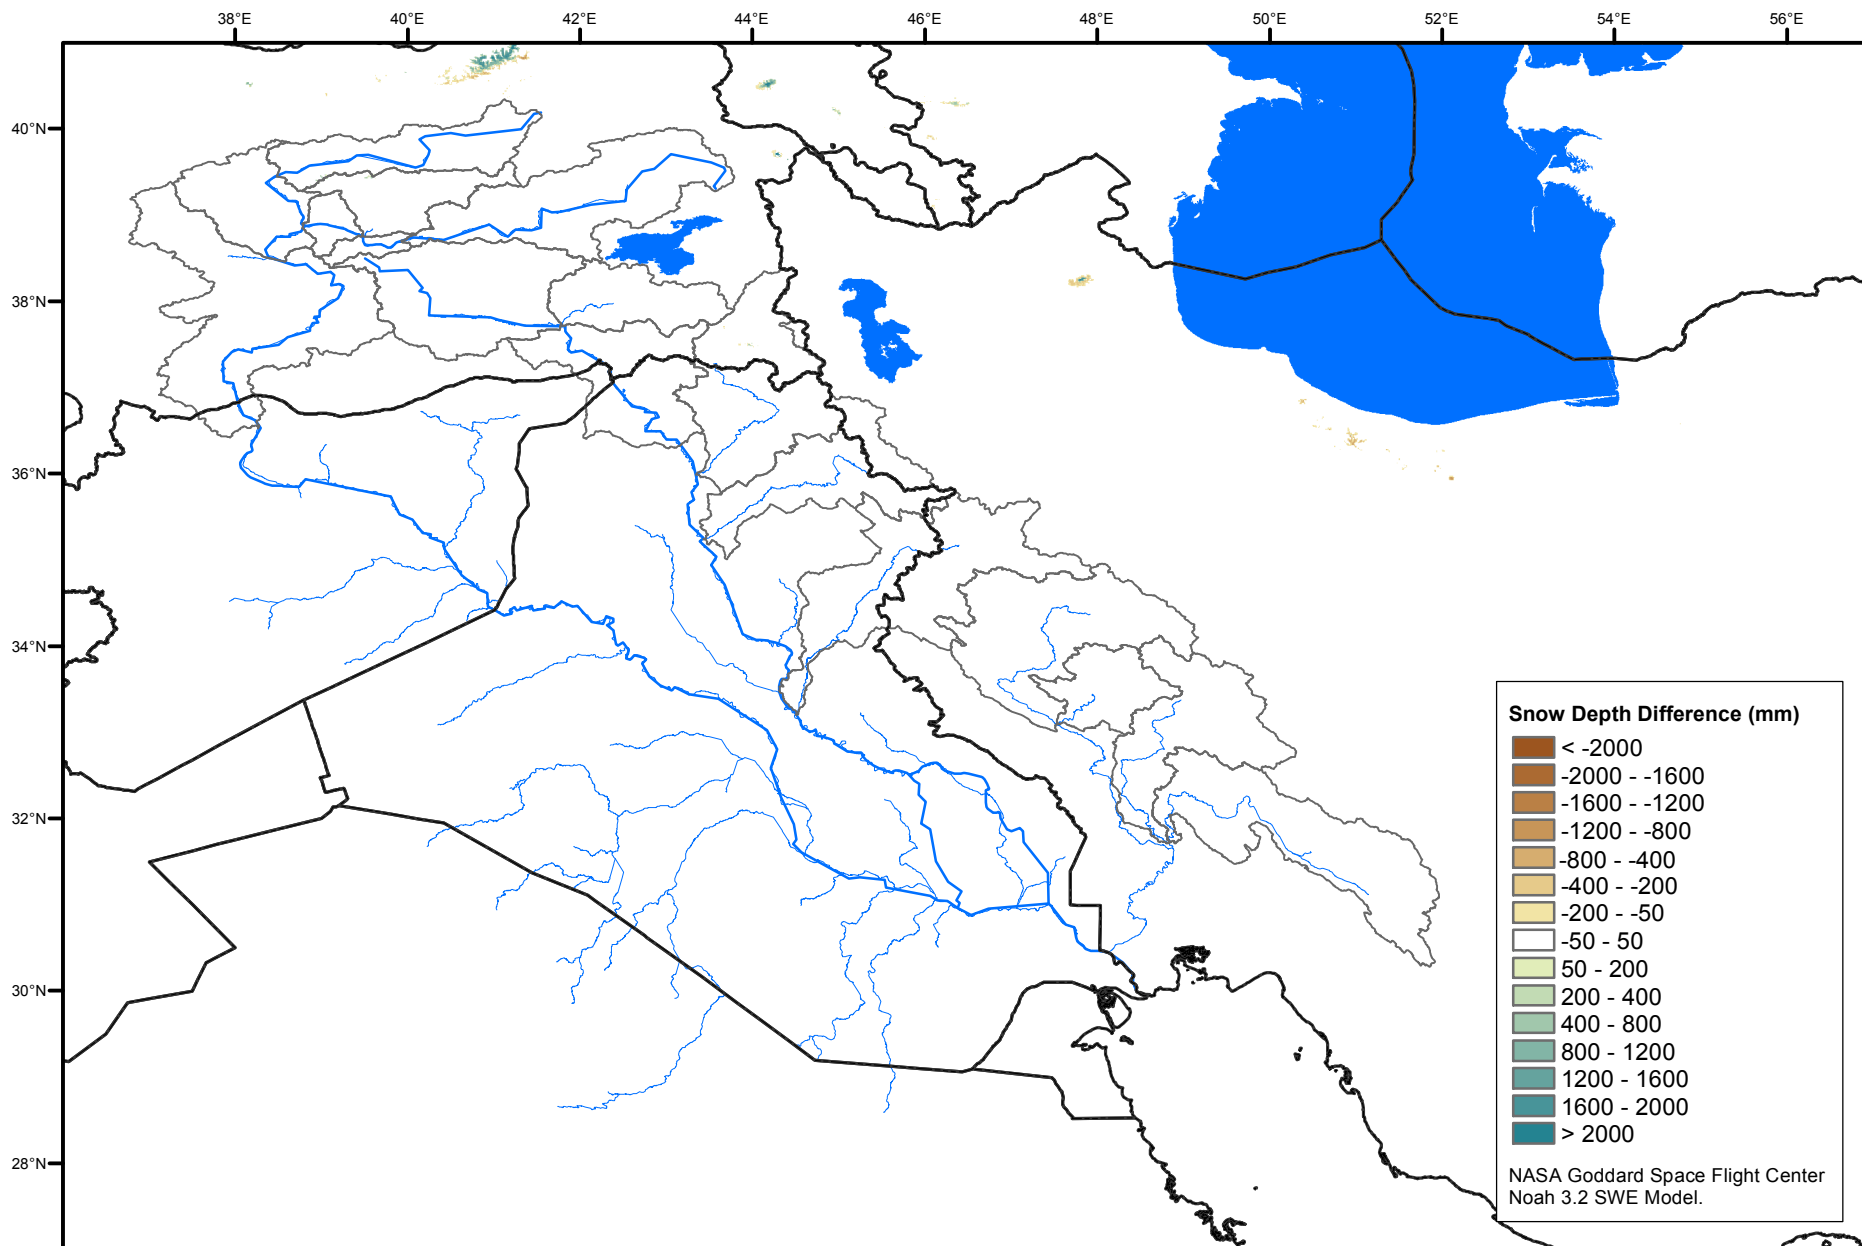 38°E 40°E 42°E 44°E 46°E 48°E 50°E 52°E 54°E 56°E
40°N
38°N
36°N
34°N
32°N
30°N
28°N
Snow Depth Difference (mm)
< -2000
-2000 - -1600
-1600 - -1200
-1200 - -800
-800 - -400
-400 - -200
-200 - -50
-50 - 50
50 - 200
200 - 400
400 - 800
800 - 1200
1200 - 1600
1600 - 2000
> 2000
NASA Goddard Space Flight Center
Noah 3.2 SWE Model.